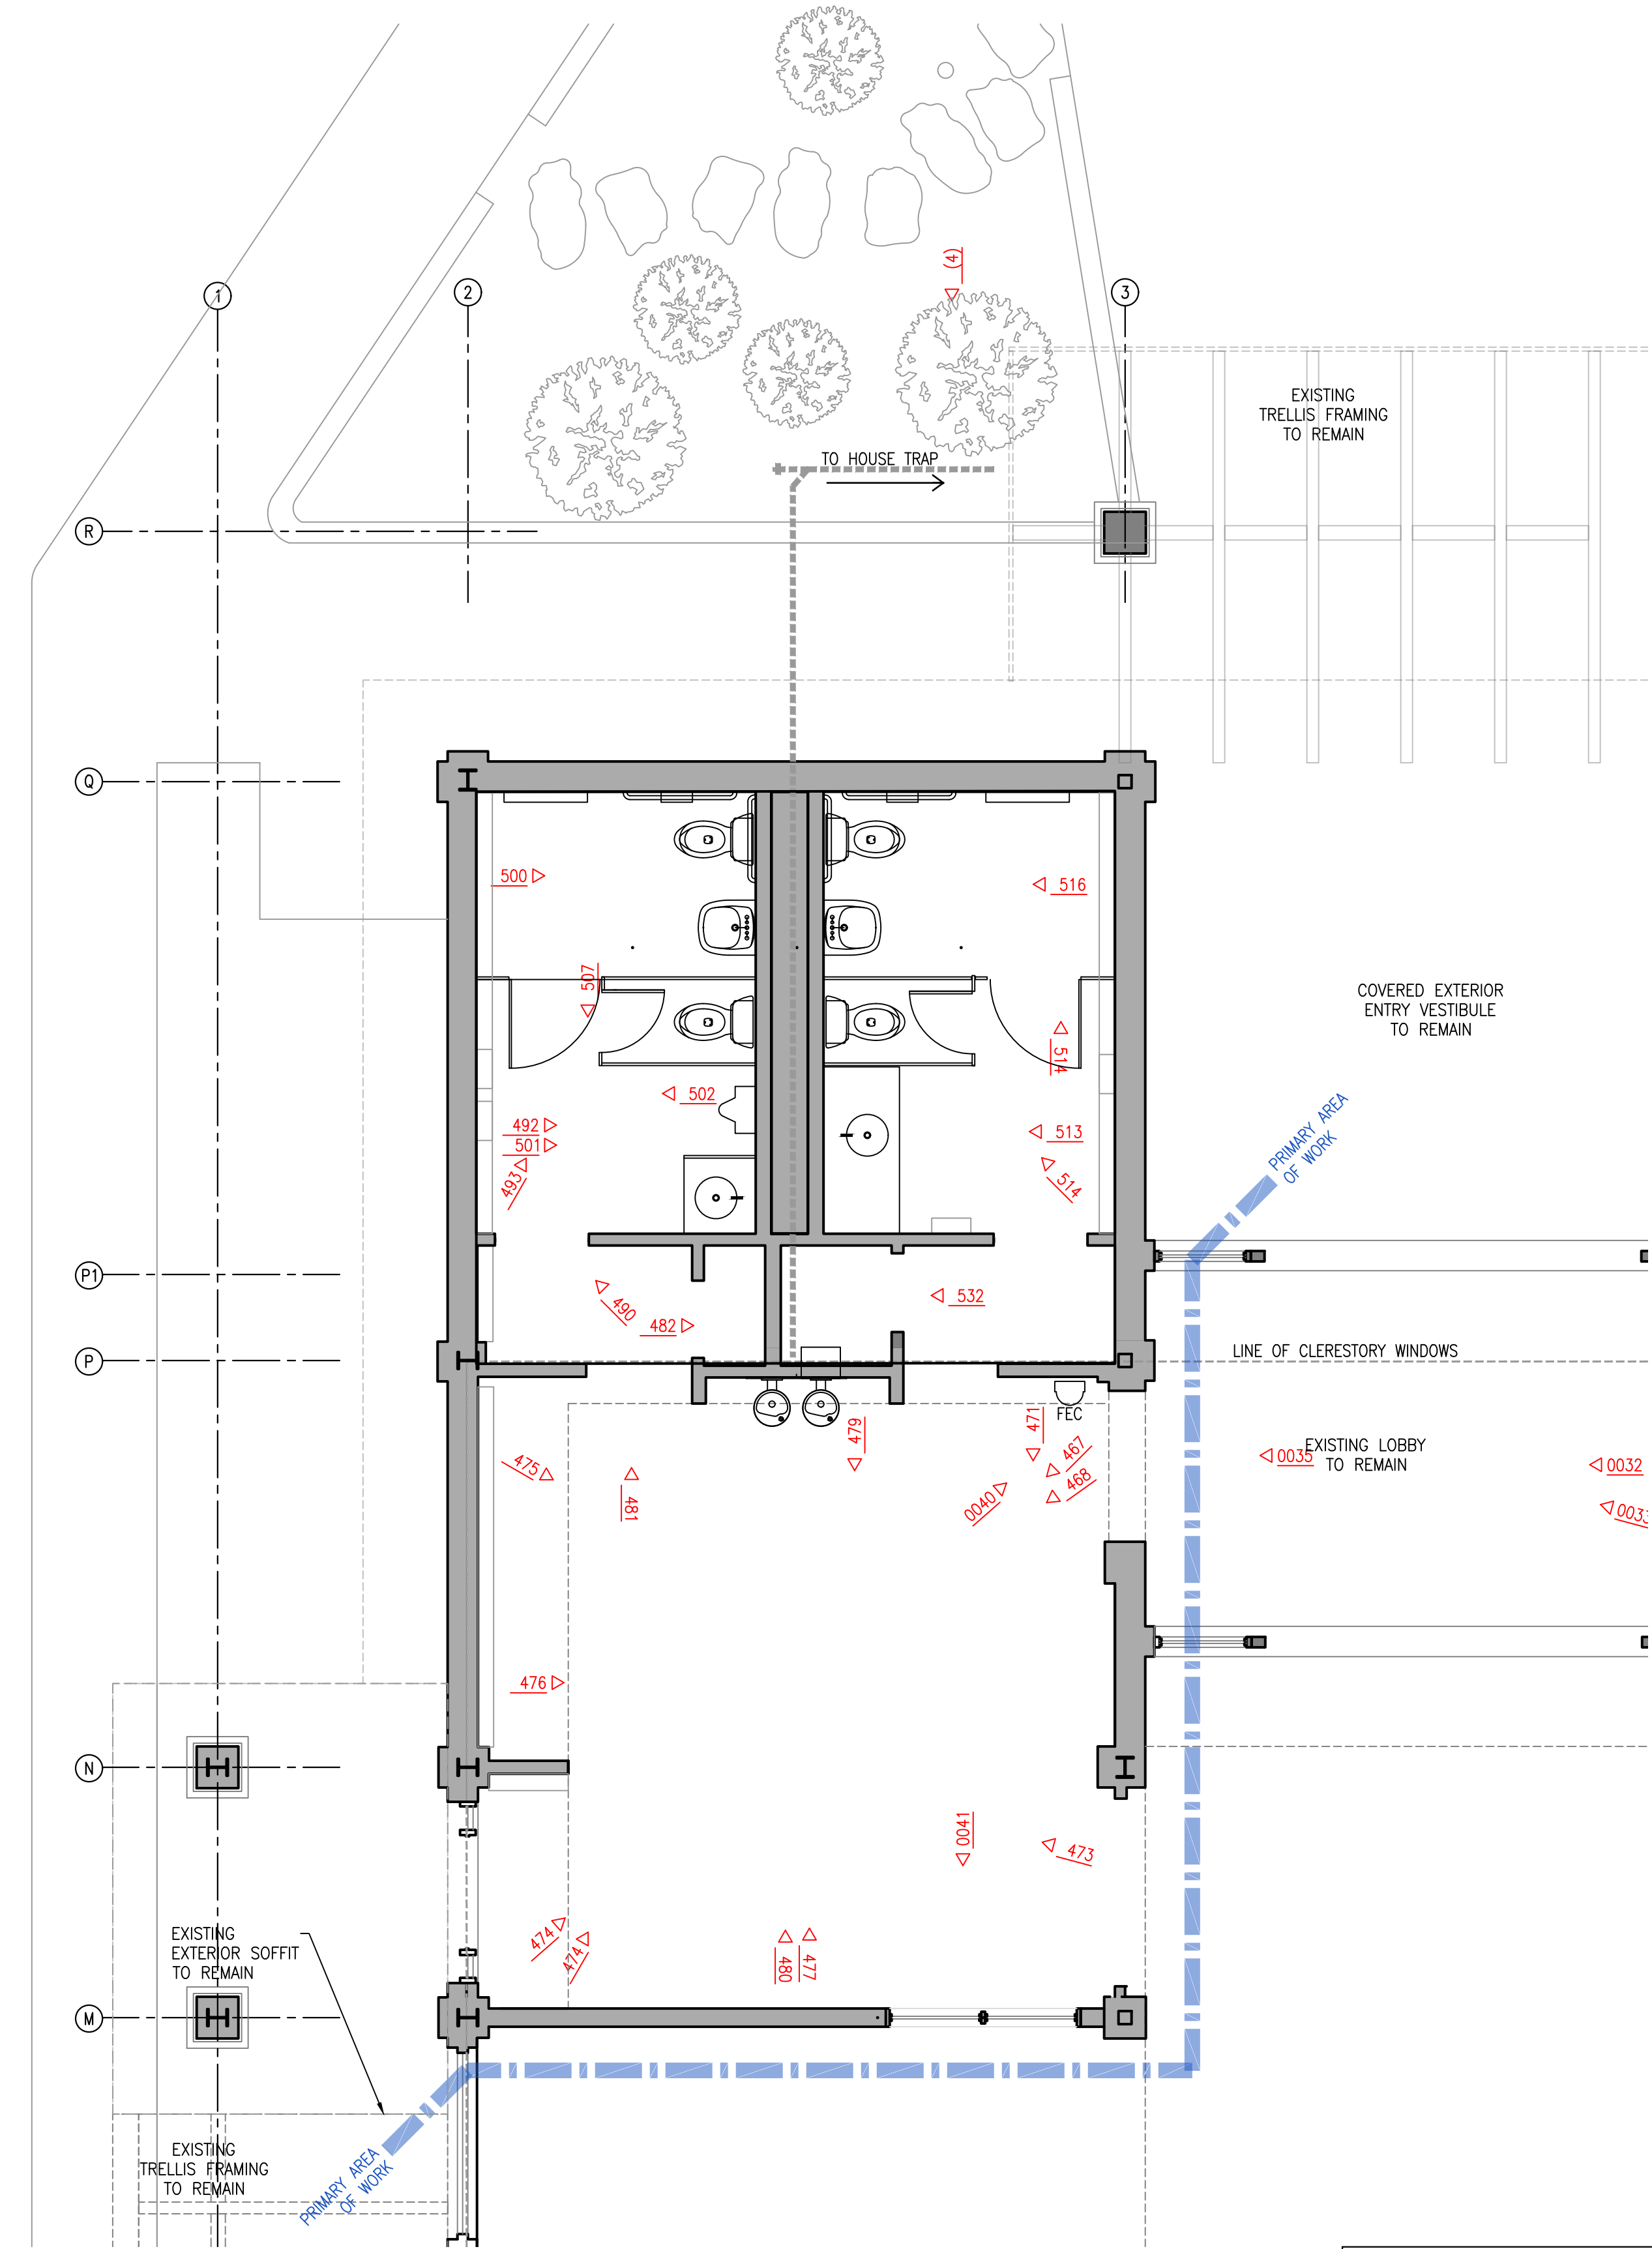 (4)
1
2
3
EXISTING
TRELLIS FRAMING
TO REMAIN
TO HOUSE TRAP
R
Q
500
516
507
COVERED EXTERIOR
ENTRY VESTIBULE
TO REMAIN
514
502
492
501
493
513
514
PRIMARY AREA
OF WORK
P1
490
482
532
P
LINE OF CLERESTORY WINDOWS
FEC
479
471
467
468
475
481
0040
EXISTING LOBBY
TO REMAIN
0035
0032
0033
476
N
0041
473
EXISTING
EXTERIOR SOFFIT
TO REMAIN
474
474
480
477
M
EXISTING
TRELLIS FRAMING
TO REMAIN
PRIMARY AREA
OF WORK